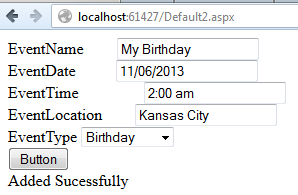 localhost:61427/Default2.aspx
EventName My Birthday
EventDate 11/06/2013
EventTime 2:00 am
EventLocation Kansas City
EventType Birthday
Button
Added Sucessfully